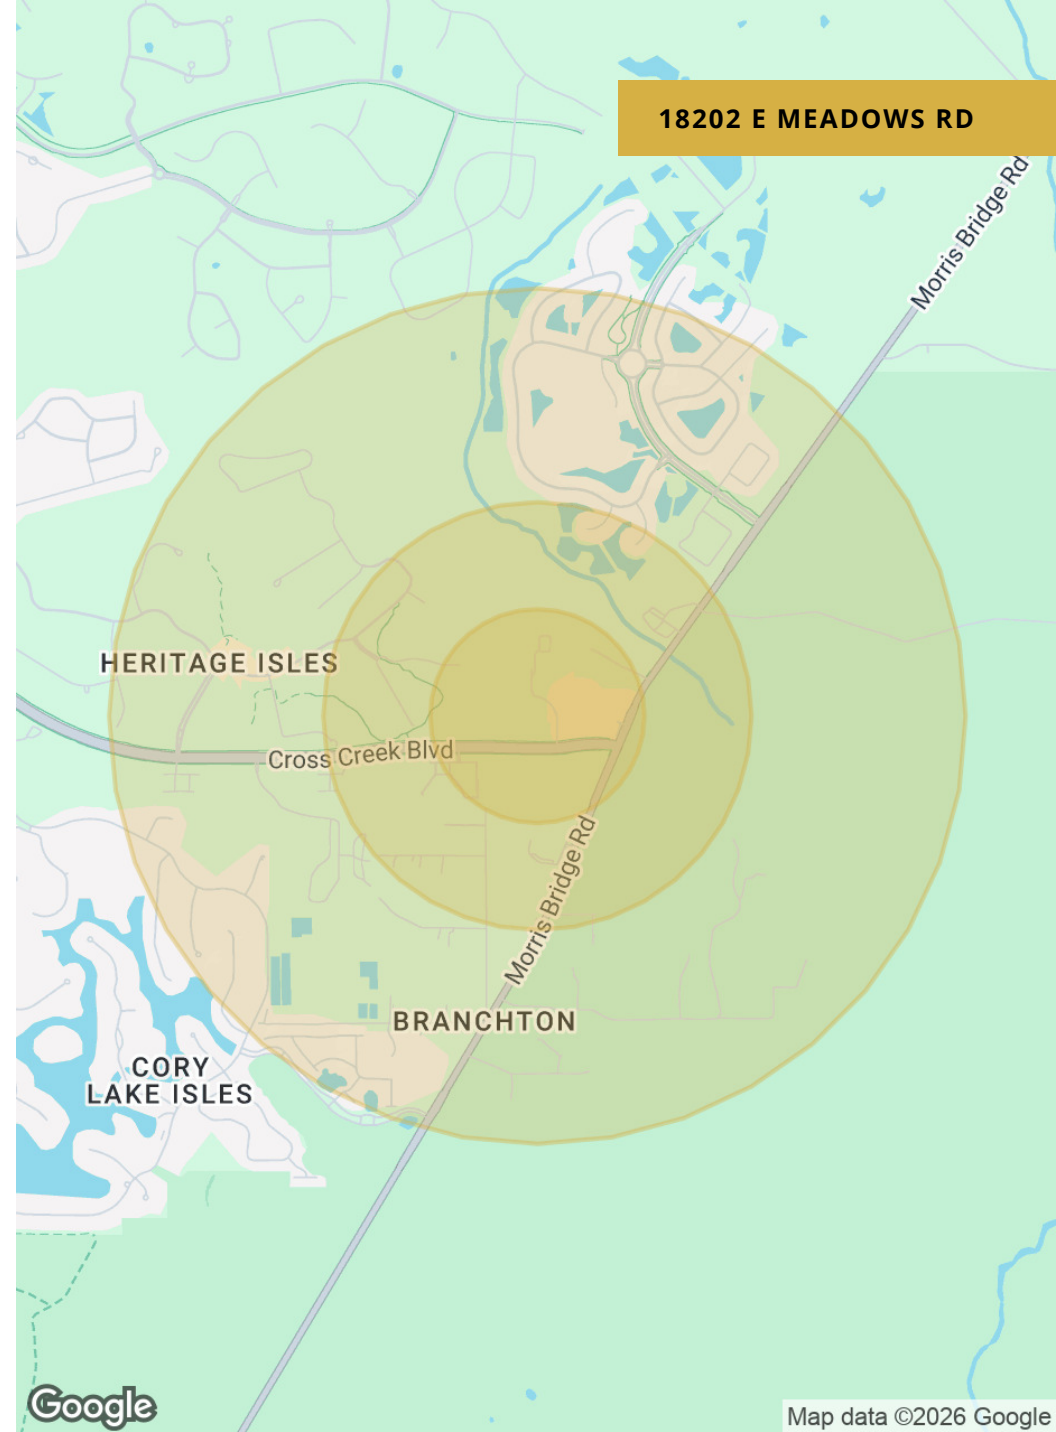 18202 E MEADOWS RD
Morris Bridge Rd
HERITAGE ISLES
Cross Creek Blvd
Morris Bridge Rd
BRANCHTON
CORY
LAKE ISLES
Google
Map data ©2026 Google